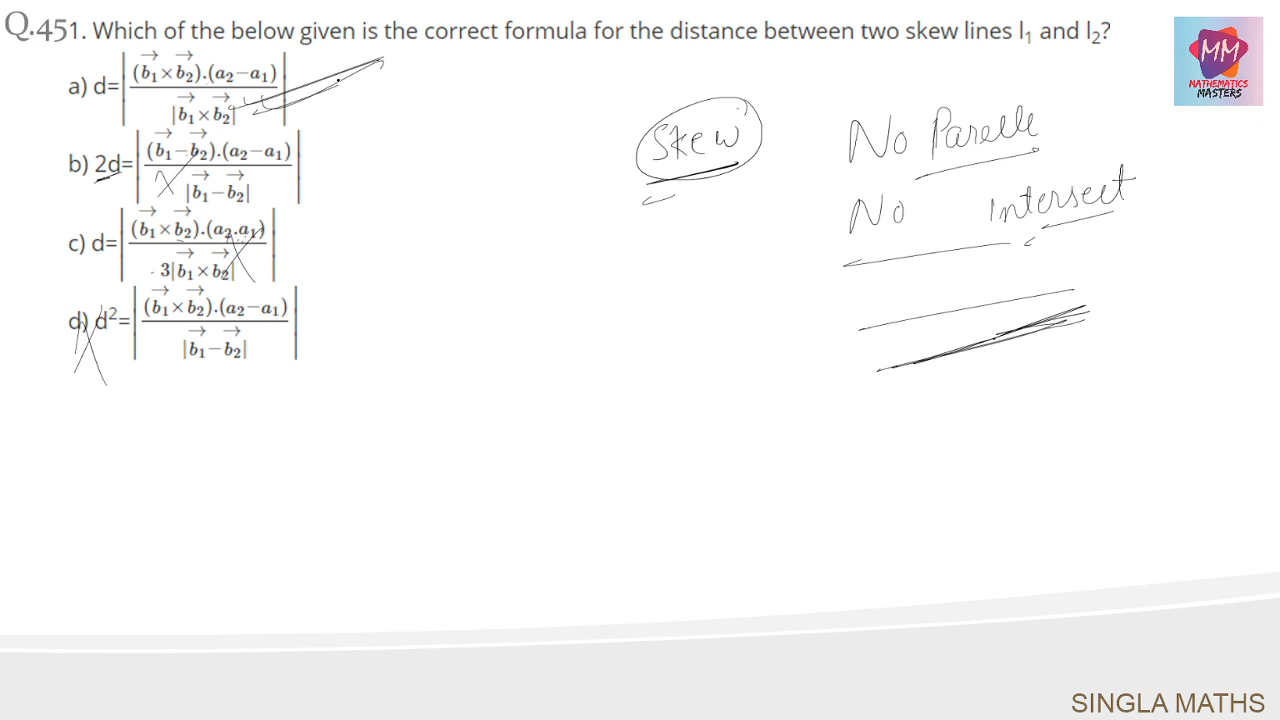 Q.451. Which of the below given is the correct formula for the distance between two skew lines l₁ and l₂?
a) d=|(b₁→×b₂→).(a₂−a₁)/|b₁→×b₂→||
b) 2d=|(b₁→−b₂→).(a₂−a₁)/|b₁→−b₂→||
c) d=|(b₁→×b₂→).(a₂.a₁)/3|b₁→×b₂→||
d) d²=|(b₁→×b₂→).(a₂−a₁)/|b₁→−b₂→||
Skew
No Parelle
No Intersect
MM
MATHEMATICS
MASTERS
SINGLA MATHS